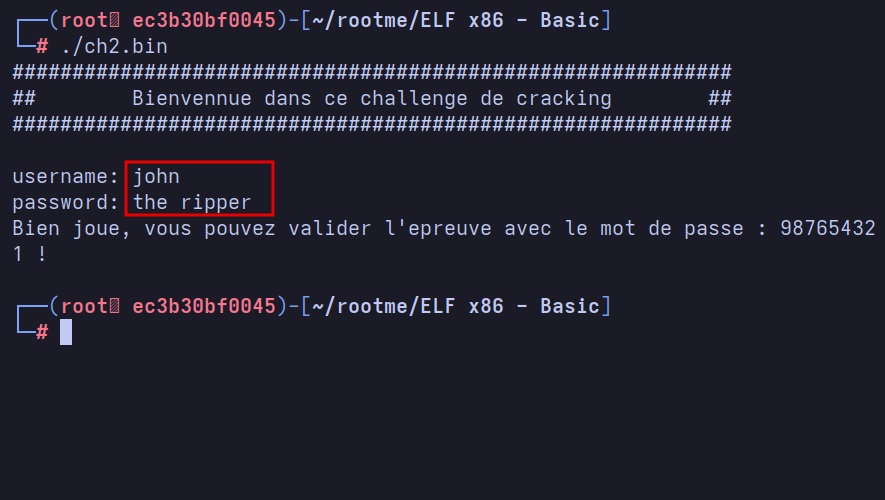 ┌──(root ec3b30bf0045)-[~/rootme/ELF x86 - Basic]
└─# ./ch2.bin
############################################################
##        Bienvennue dans ce challenge de cracking        ##
############################################################
username: john
password: the ripper
Bien joue, vous pouvez valider l'epreuve avec le mot de passe : 98765432
1 !
┌──(root ec3b30bf0045)-[~/rootme/ELF x86 - Basic]
└─#